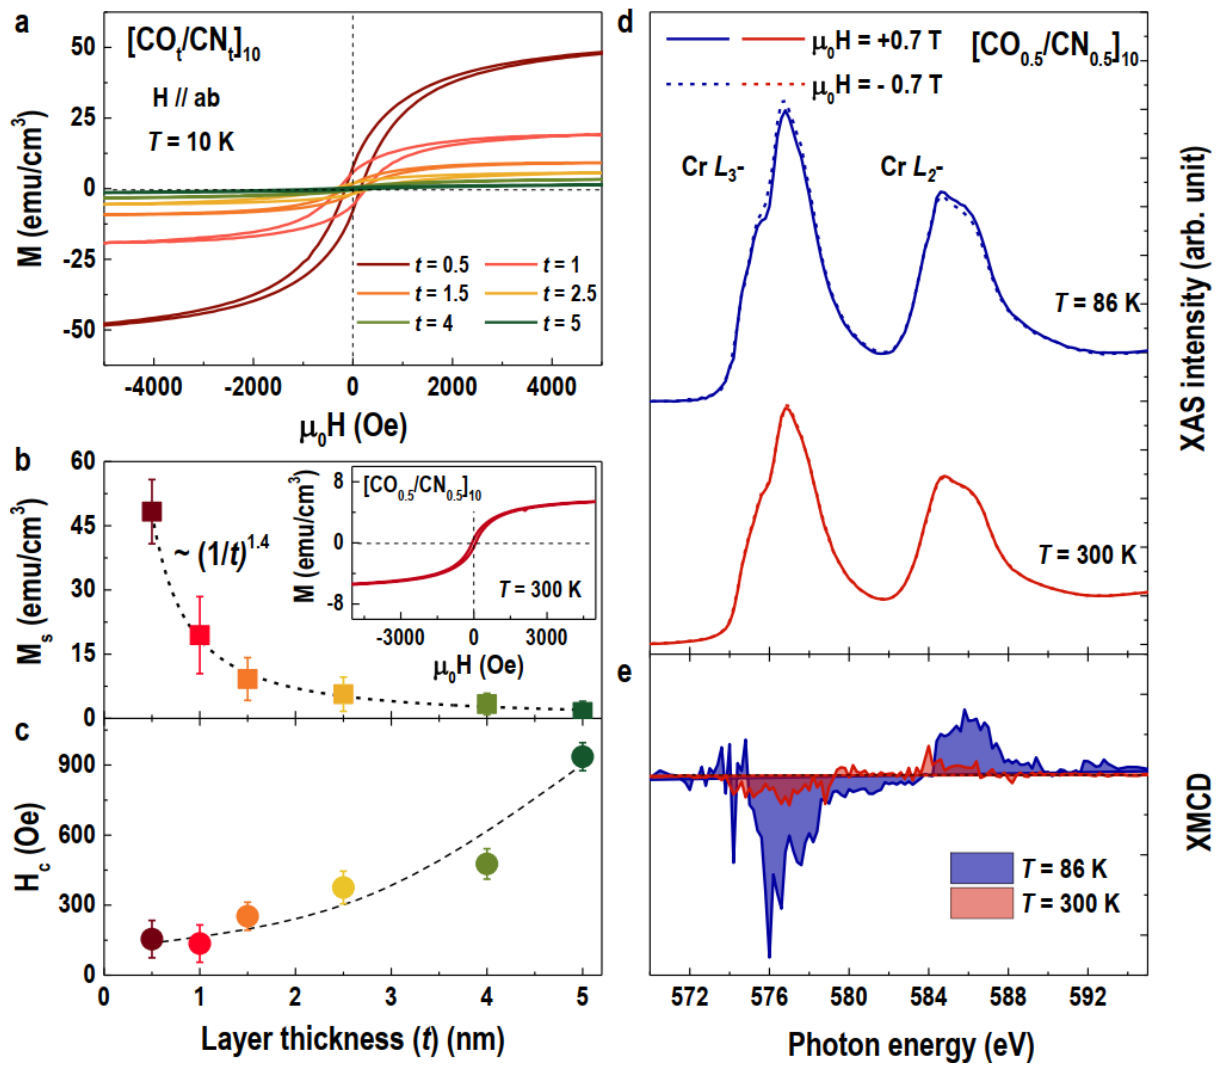 a
[COt/CNt]10
H // ab
T = 10 K
M (emu/cm³)
50
25
0
-25
-50
t = 0.5
t = 1
t = 1.5
t = 2.5
t = 4
t = 5
-4000 -2000 0 2000 4000
μ0H (Oe)
b
Ms (emu/cm³)
60
45
30
15
0
~ (1/t)1.4
[CO0.5/CN0.5]10
M (emu/cm³)
8
0
-8
T = 300 K
-3000 0 3000
μ0H (Oe)
c
Hc (Oe)
900
600
300
0
0 1 2 3 4 5
Layer thickness (t) (nm)
d
μ0H = +0.7 T
μ0H = - 0.7 T
[CO0.5/CN0.5]10
Cr L3-
Cr L2-
T = 86 K
T = 300 K
XAS intensity (arb. unit)
e
T = 86 K
T = 300 K
XMCD
572 576 580 584 588 592
Photon energy (eV)